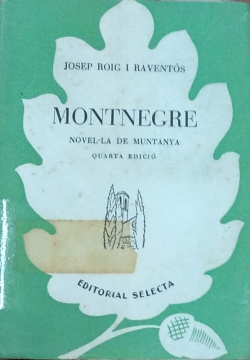 JOSEP ROIG I RAVENTÓS
MONTNEGRE
NOVEL·LA DE MUNTANYA
QUARTA EDICIÓ
EDITORIAL SELECTA